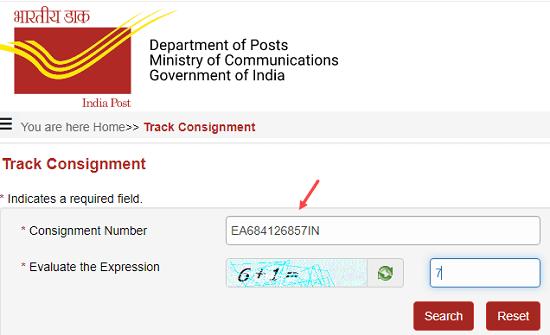 भारतीय डाक
India Post
Department of Posts
Ministry of Communications
Government of India
You are here Home>> Track Consignment
Track Consignment
* Indicates a required field.
* Consignment Number
EA684126857IN
* Evaluate the Expression
6+1=
7
Search
Reset